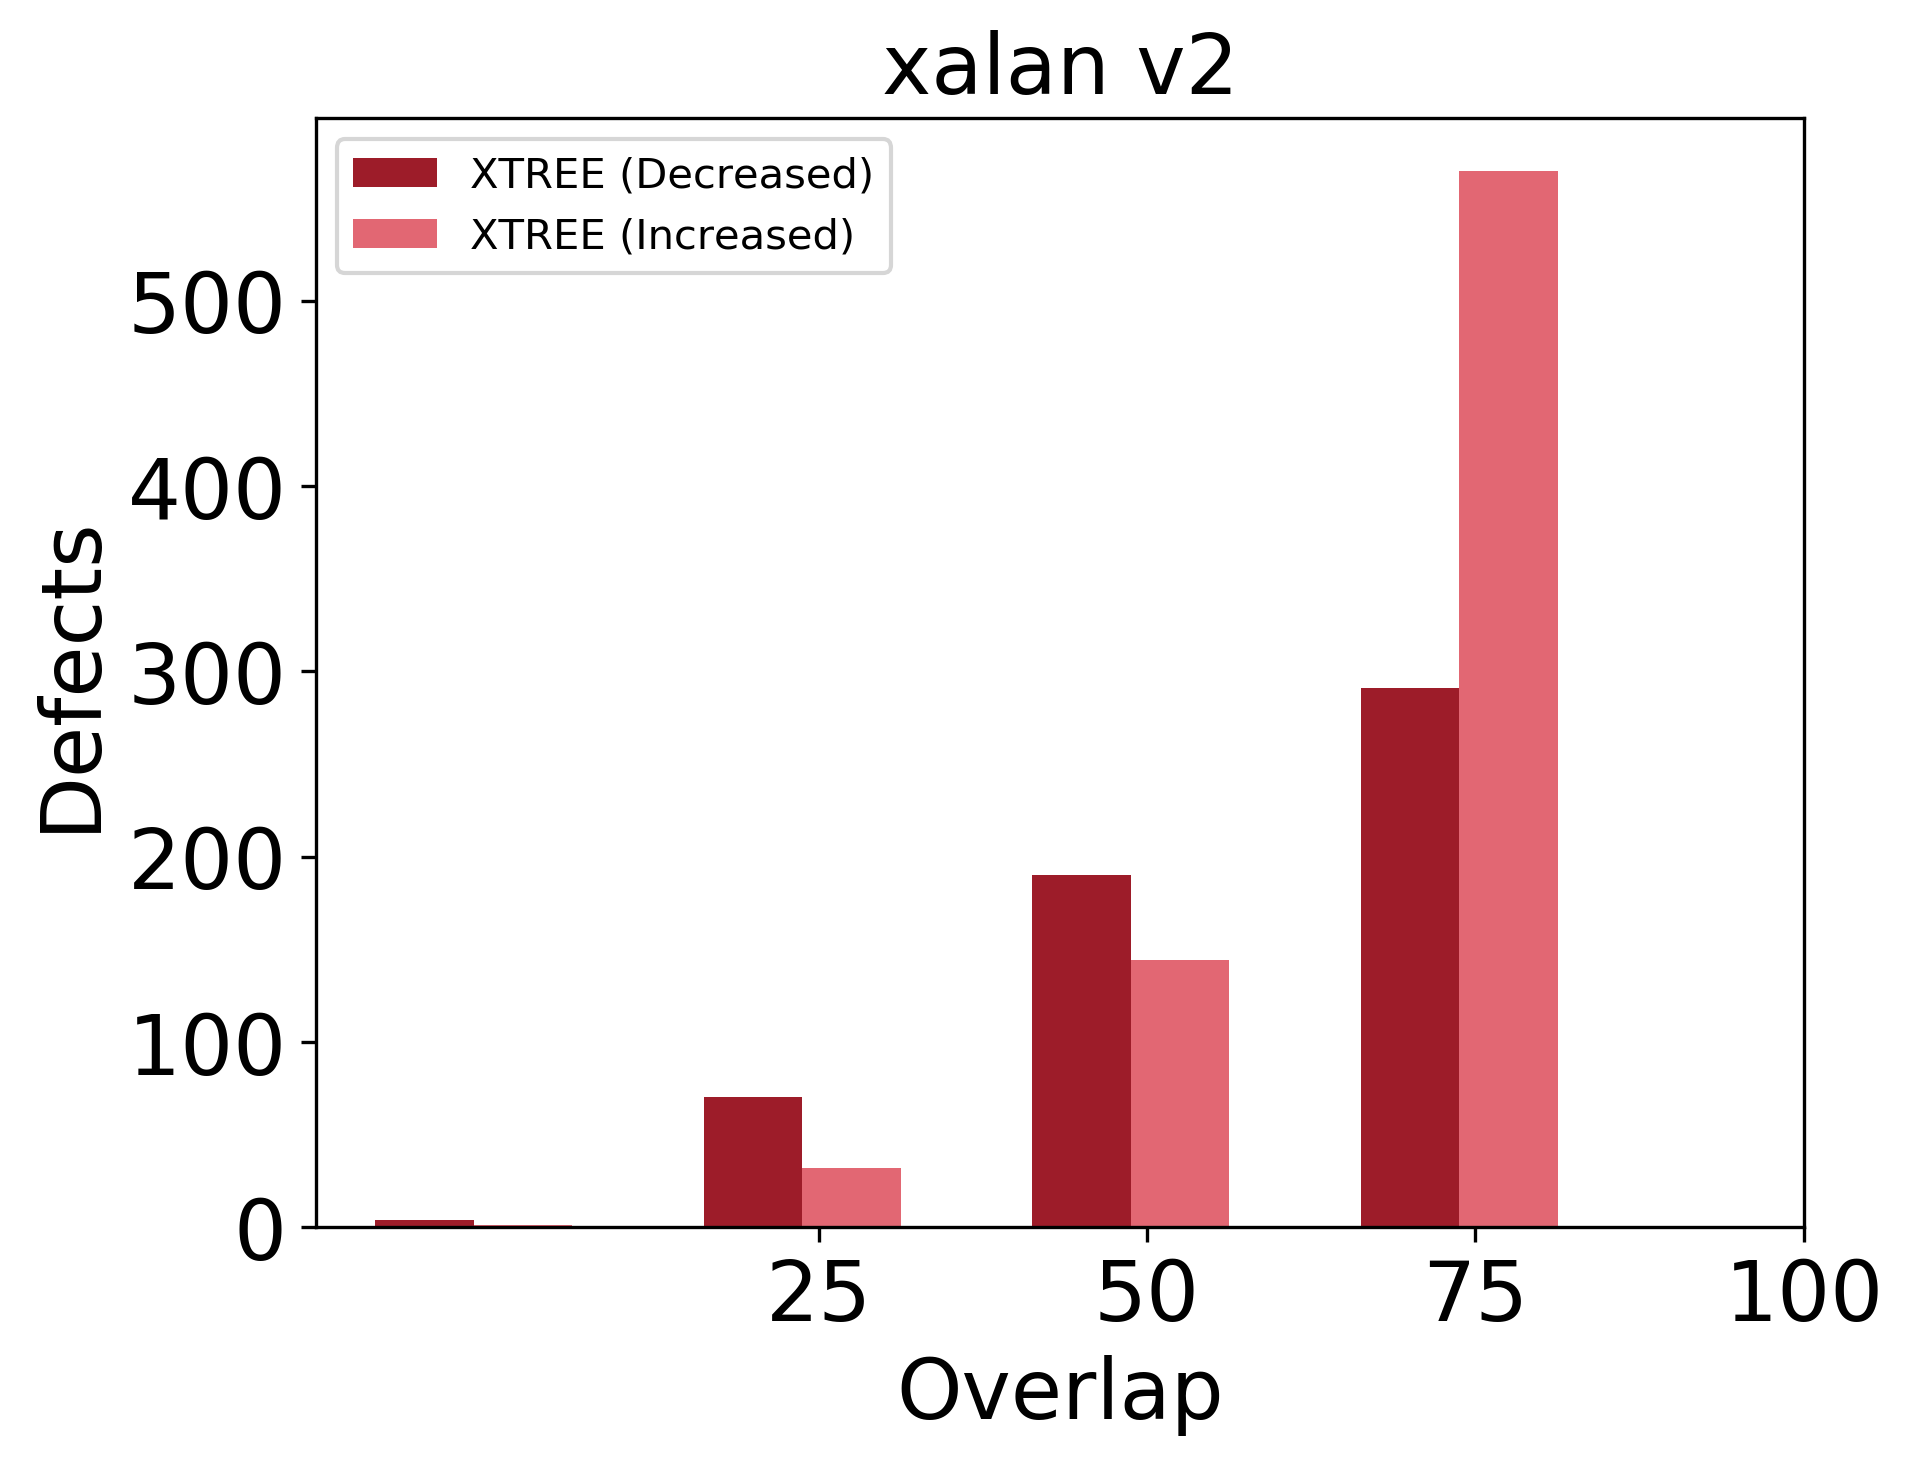 xalan v2
XTREE (Decreased)
XTREE (Increased)
500
400
300
200
100
0
Defects
25 50 75 100
Overlap